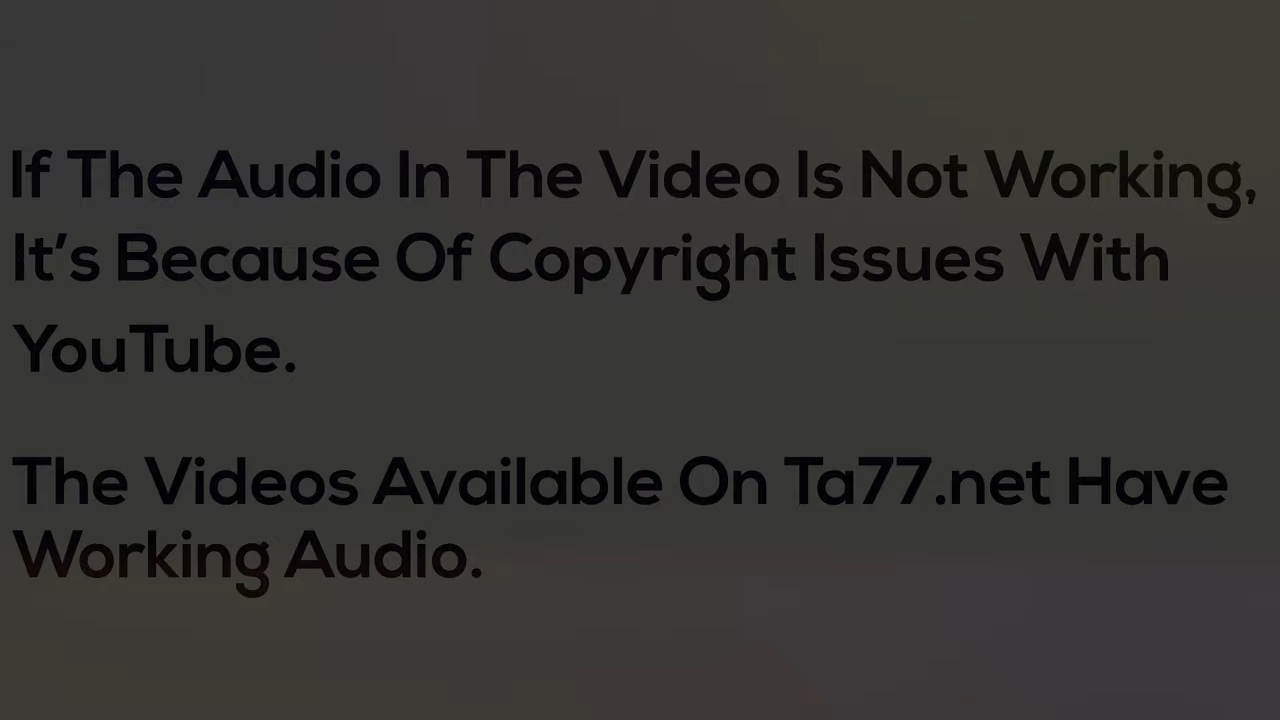 If The Audio In The Video Is Not Working,
It’s Because Of Copyright Issues With
YouTube.
The Videos Available On Ta77.net Have
Working Audio.